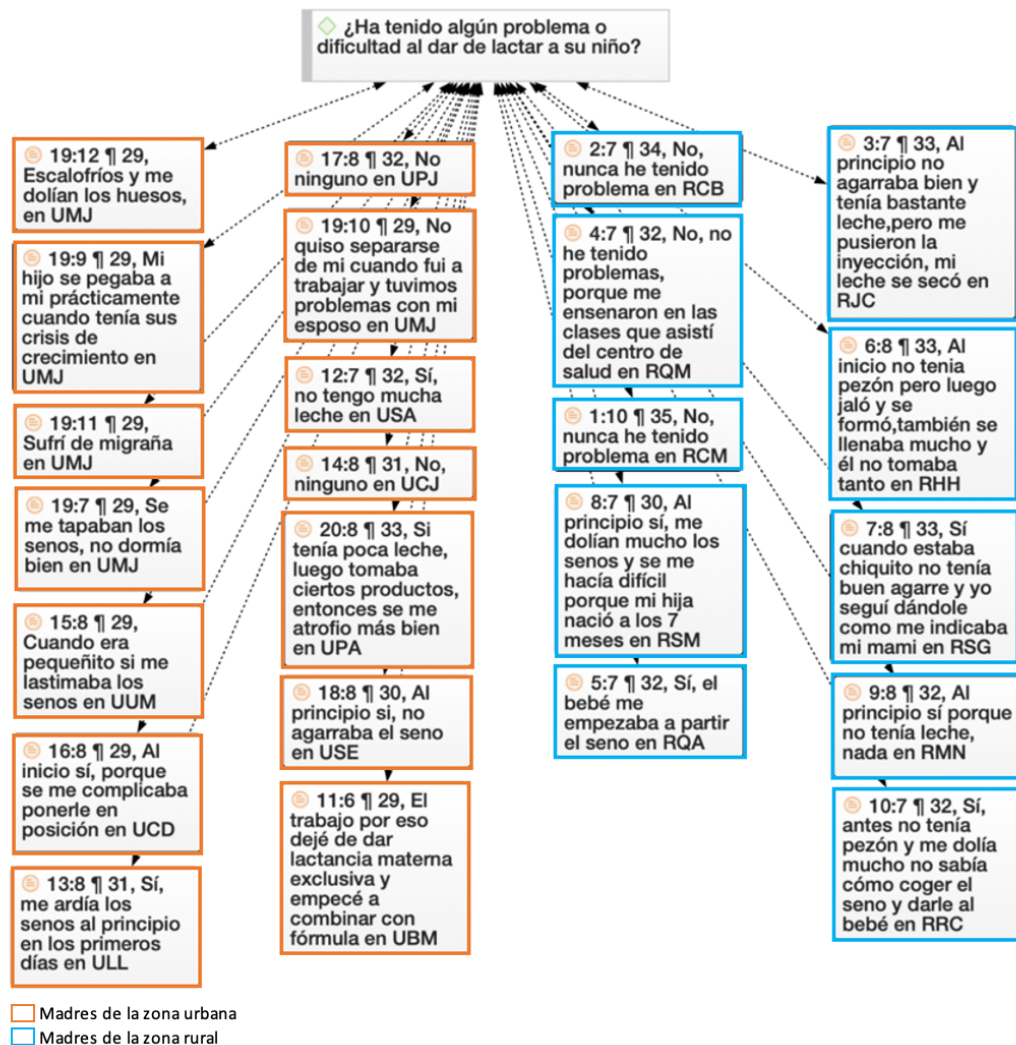 ¿Ha tenido algún problema o
dificultad al dar de lactar a su niño?
19:12 ¶ 29,
Escalofríos y me
dolían los huesos,
en UMJ
19:9 ¶ 29, Mi
hijo se pegaba a
mi prácticamente
cuando tenía sus
crisis de
crecimiento en
UMJ
19:11 ¶ 29,
Sufrí de migraña
en UMJ
19:7 ¶ 29, Se
me tapaban los
senos, no dormía
bien en UMJ
15:8 ¶ 29,
Cuando era
pequeñito si me
lastimaba los
senos en UUM
16:8 ¶ 29, Al
inicio sí, porque
se me complicaba
ponerle en
posición en UCD
13:8 ¶ 31, Sí,
me ardía los
senos al principio
en los primeros
días en ULL
17:8 ¶ 32, No
ninguno en UPJ
19:10 ¶ 29, No
quiso separarse
de mi cuando fui a
trabajar y tuvimos
problemas con mi
esposo en UMJ
12:7 ¶ 32, Sí,
no tengo mucha
leche en USA
14:8 ¶ 31, No,
ninguno en UCJ
20:8 ¶ 33, Si
tenía poca leche,
luego tomaba
ciertos productos,
entonces se me
atrofio más bien
en UPA
18:8 ¶ 30, Al
principio si, no
agarraba el seno
en USE
11:6 ¶ 29, El
trabajo por eso
dejé de dar
lactancia materna
exclusiva y
empecé a
combinar con
fórmula en UBM
2:7 ¶ 34, No,
nunca he tenido
problema en RCB
4:7 ¶ 32, No, no
he tenido
problemas,
porque me
ensenaron en las
clases que asistí
del centro de
salud en RQM
1:10 ¶ 35, No,
nunca he tenido
problema en RCM
8:7 ¶ 30, Al
principio sí, me
dolían mucho los
senos y se me
hacía difícil
porque mi hija
nació a los 7
meses en RSM
5:7 ¶ 32, Sí, el
bebé me
empezaba a partir
el seno en RQA
3:7 ¶ 33, Al
principio no
agarraba bien y
tenía bastante
leche,pero me
pusieron la
inyección, mi
leche se secó en
RJC
6:8 ¶ 33, Al
inicio no tenia
pezón pero luego
jaló y se
formó,también se
llenaba mucho y
él no tomaba
tanto en RHH
7:8 ¶ 33, Sí
cuando estaba
chiquito no tenía
buen agarre y yo
seguí dándole
como me indicaba
mi mami en RSG
9:8 ¶ 32, Al
principio sí porque
no tenía leche,
nada en RMN
10:7 ¶ 32, Sí,
antes no tenía
pezón y me dolía
mucho no sabía
cómo coger el
seno y darle al
bebé en RRC
Madres de la zona urbana
Madres de la zona rural